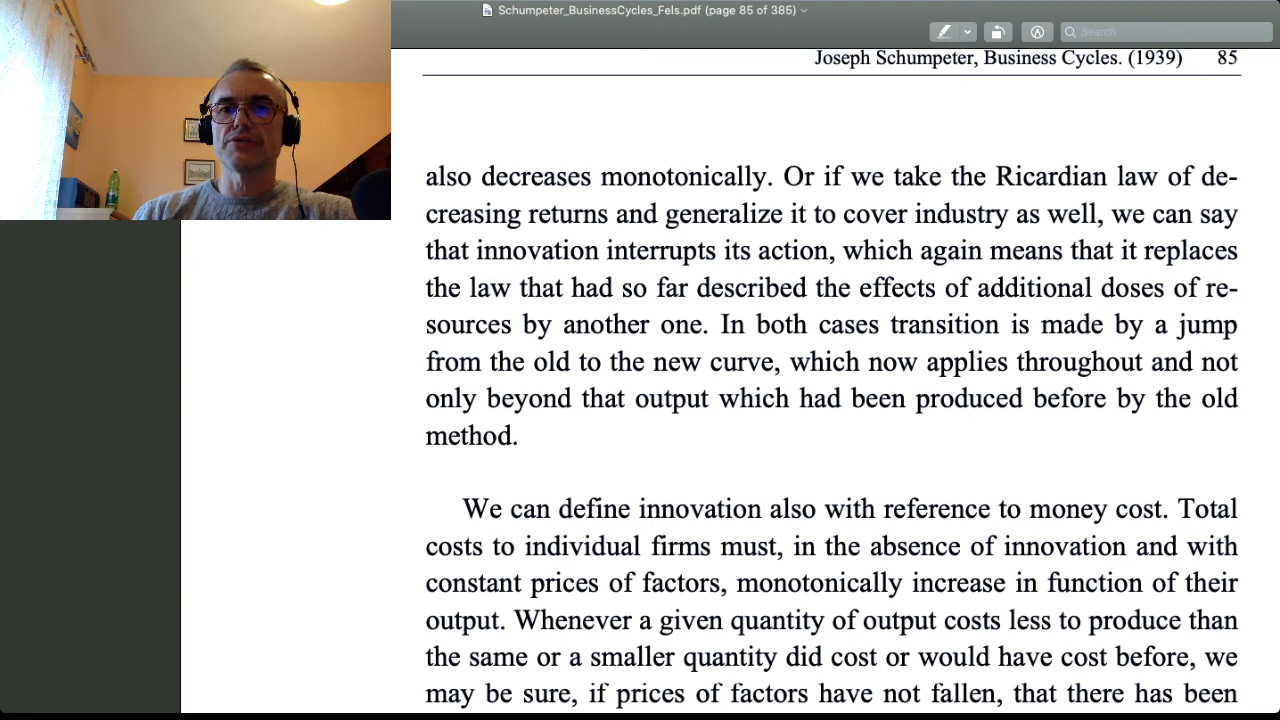 Schumpeter_BusinessCycles_Fels.pdf (page 85 of 385)
Search
Joseph Schumpeter, Business Cycles. (1939) 85
also decreases monotonically. Or if we take the Ricardian law of de-
creasing returns and generalize it to cover industry as well, we can say
that innovation interrupts its action, which again means that it replaces
the law that had so far described the effects of additional doses of re-
sources by another one. In both cases transition is made by a jump
from the old to the new curve, which now applies throughout and not
only beyond that output which had been produced before by the old
method.
We can define innovation also with reference to money cost. Total
costs to individual firms must, in the absence of innovation and with
constant prices of factors, monotonically increase in function of their
output. Whenever a given quantity of output costs less to produce than
the same or a smaller quantity did cost or would have cost before, we
may be sure, if prices of factors have not fallen, that there has been